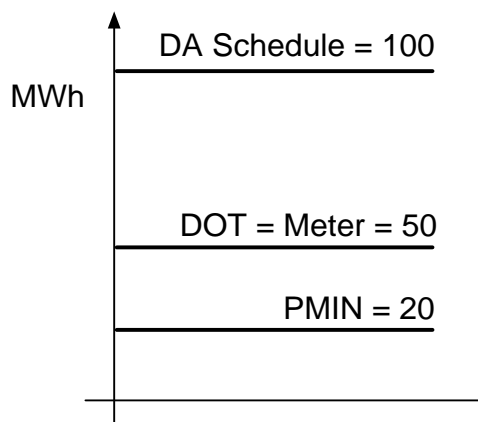 DA Schedule = 100
MWh
DOT = Meter = 50
PMIN = 20